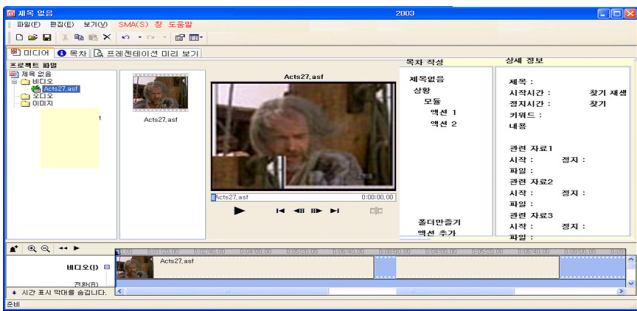 제목 없음 2003
파일(F) 편집(E) 보기(V) SMA(S) 창 도움말
미디어 목차 프레젠테이션 미리 보기
프로젝트 파일
제목 없음
비디오
Acts27.asf
오디오
이미지
Acts27.asf
Acts27.asf
Acts27.asf 0:00:00.00
목차 작성
제목없음
상황
모듈
액션 1
액션 2
폴더만들기
액션 추가
상세 정보
제목 :
시작시간 : 찾기 재생
정지시간 : 찾기
키워드 :
내용
관련 자료1
시작 : 정지 :
파일 :
관련 자료2
시작 : 정지 :
파일 :
관련 자료3
시작 : 정지 :
파일 :
비디오(I)
Acts27.asf
전환(R)
시간 표시 막대를 숨깁니다.
준비